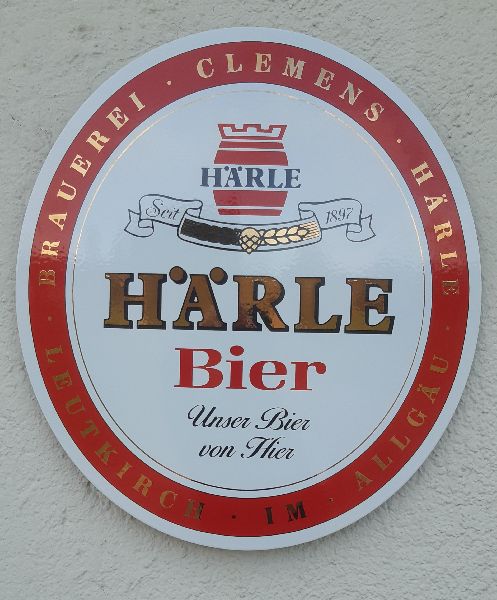 BRAUEREI · CLEMENS · HÄRLE ·
HÄRLE
Seit 1897
HÄRLE
Bier
Unser Bier
von Hier
LEUTKIRCH · IM · ALLGÄU ·